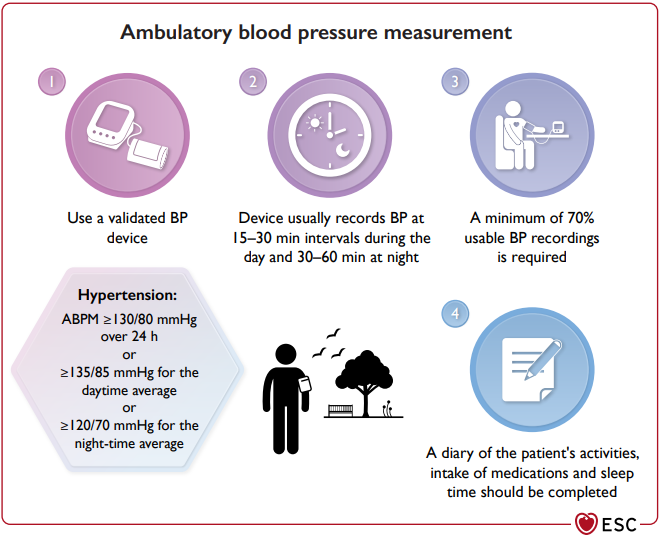 Ambulatory blood pressure measurement
1
Use a validated BP
device
2
Device usually records BP at
15–30 min intervals during the
day and 30–60 min at night
3
A minimum of 70%
usable BP recordings
is required
Hypertension:
ABPM ≥130/80 mmHg
over 24 h
or
≥135/85 mmHg for the
daytime average
or
≥120/70 mmHg for the
night-time average
4
A diary of the patient's activities,
intake of medications and sleep
time should be completed
ESC